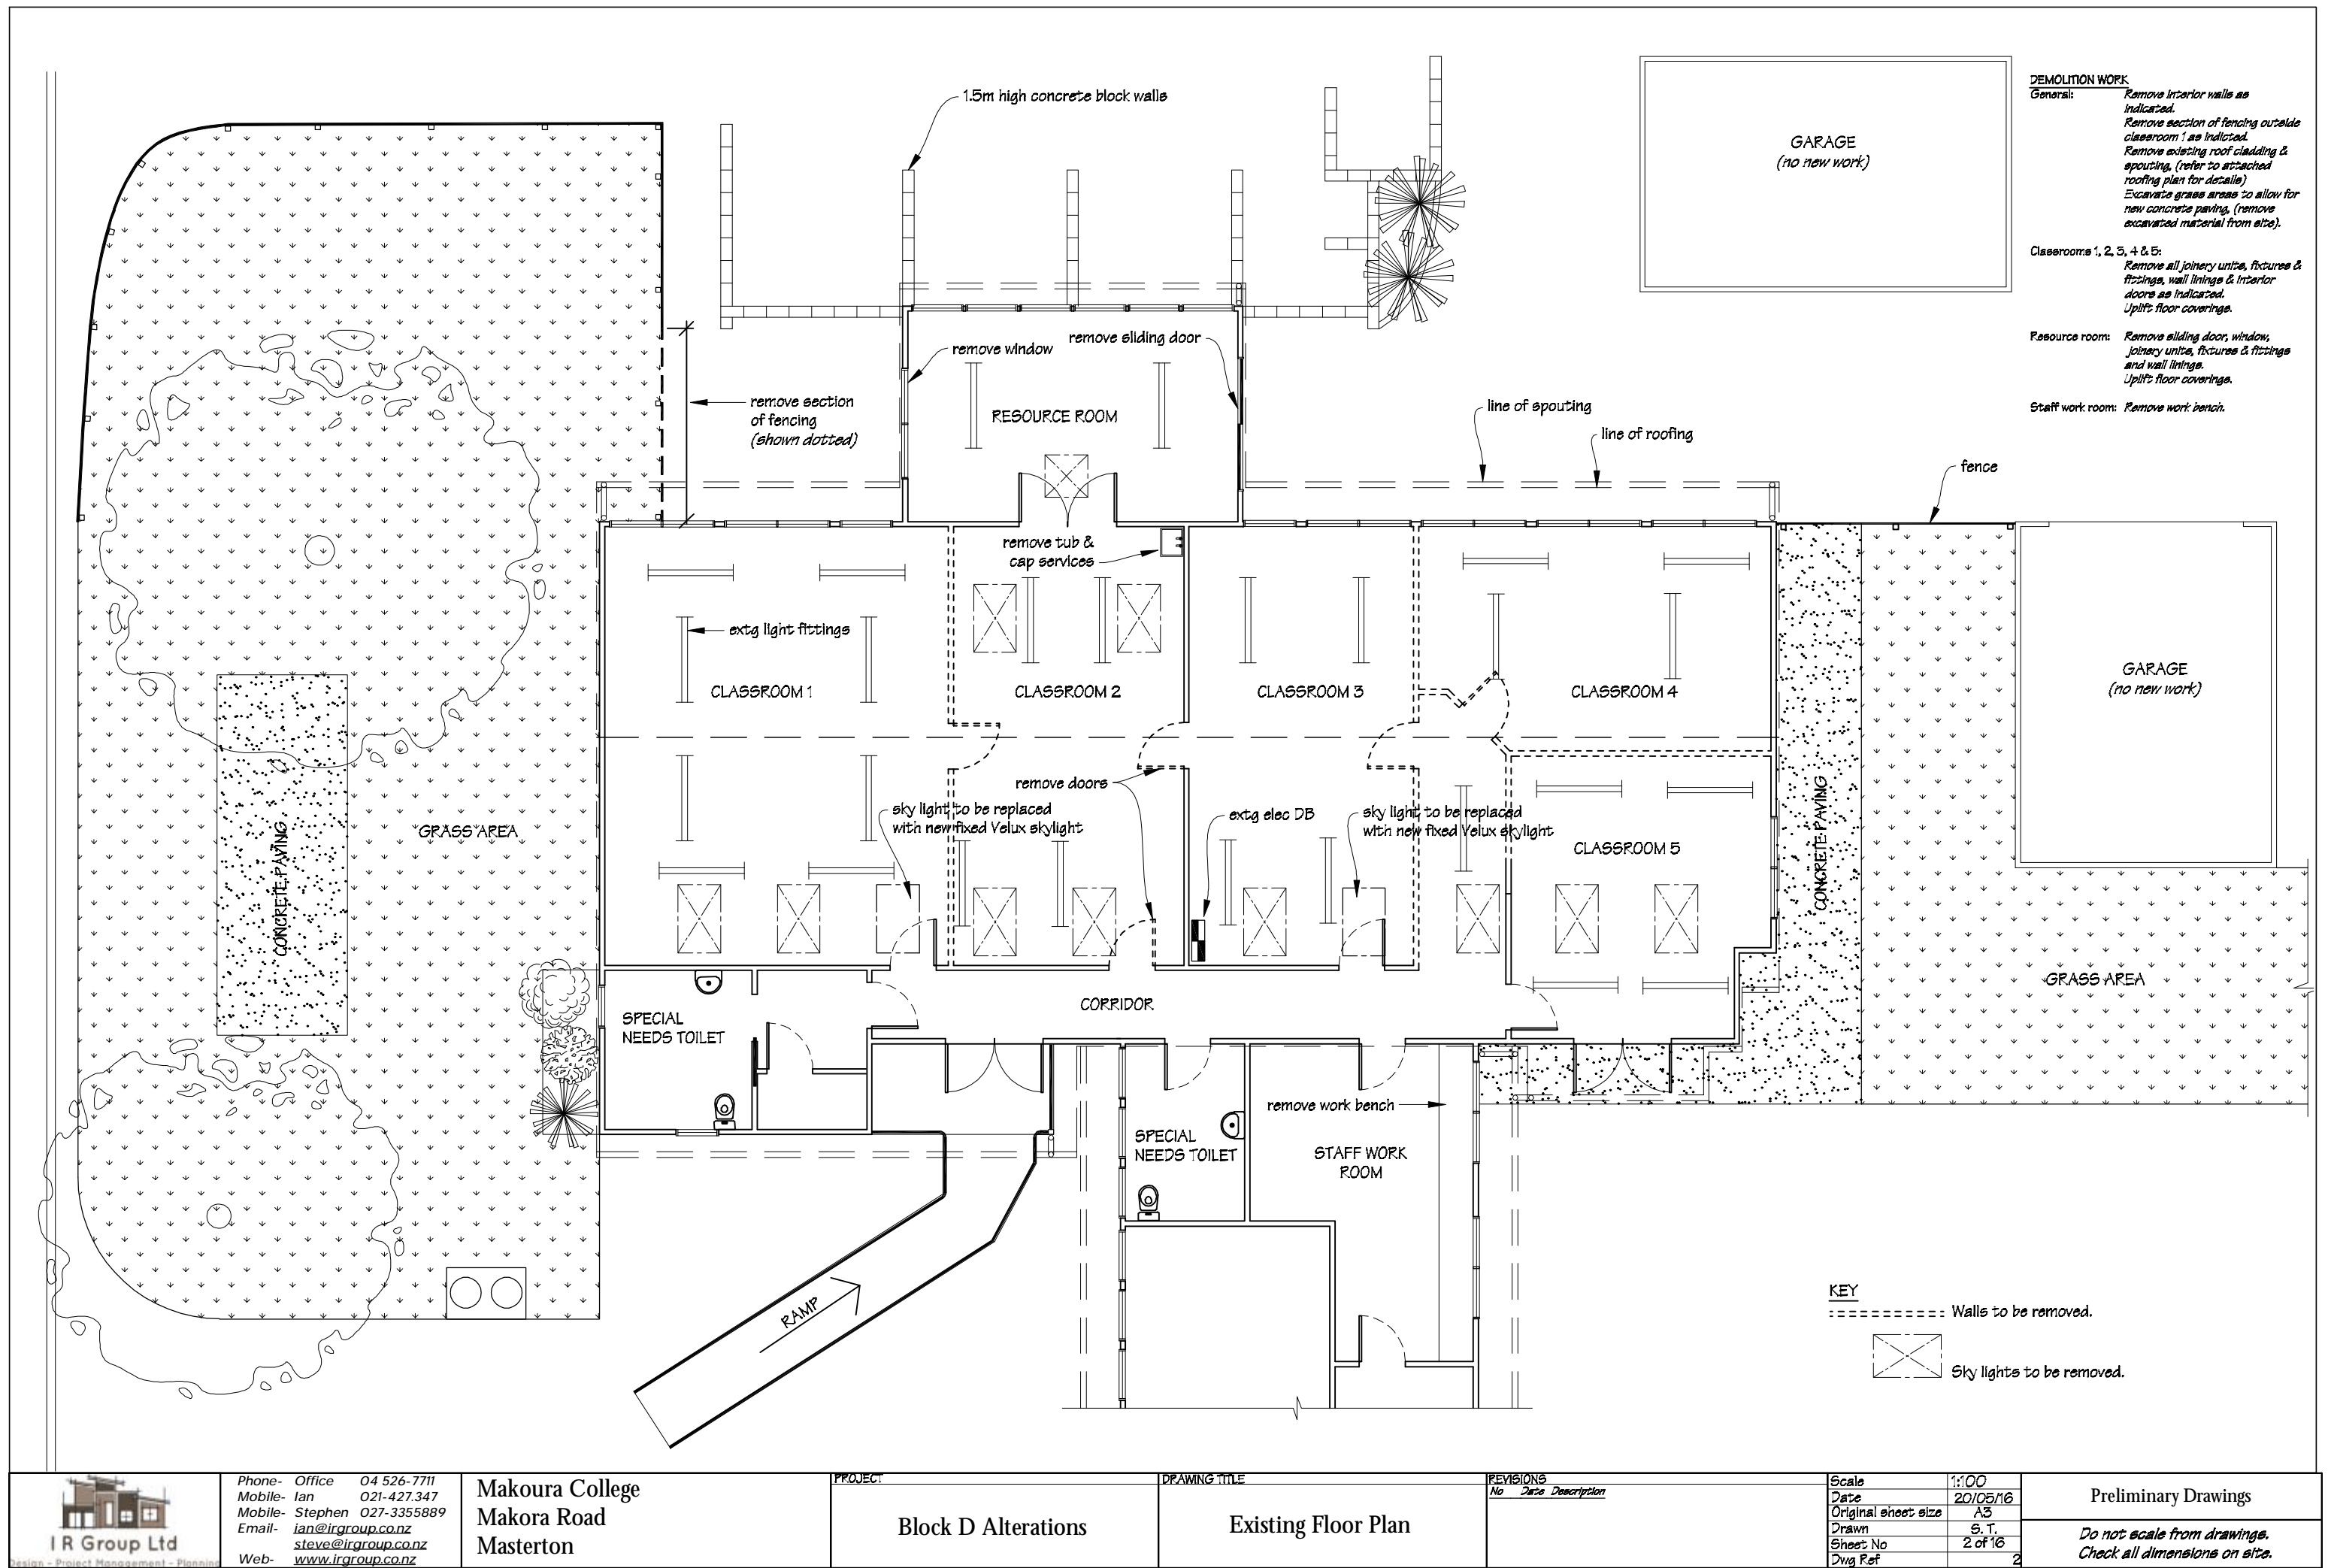 1.5m high concrete block walls
GARAGE
(no new work)
DEMOLITION WORK
General: Remove interior walls as
indicated.
Remove section of fencing outside
classroom 1 as indicted.
Remove existing roof cladding &
spouting, (refer to attached
roofing plan for details)
Excavate grass areas to allow for
new concrete paving, (remove
excavated material from site).
Classrooms 1, 2, 3, 4 & 5:
Remove all joinery units, fixtures &
fittings, wall linings & interior
doors as indicated.
Uplift floor coverings.
Resource room: Remove sliding door, window,
joinery units, fixtures & fittings
and wall linings.
Uplift floor coverings.
Staff work room: Remove work bench.
remove window
remove sliding door
remove section
of fencing
(shown dotted)
RESOURCE ROOM
line of spouting
line of roofing
fence
remove tub &
cap services
extg light fittings
CLASSROOM 1
CLASSROOM 2
CLASSROOM 3
CLASSROOM 4
GARAGE
(no new work)
remove doors
sky light to be replaced
with new fixed Velux skylight
extg elec DB
sky light to be replaced
with new fixed Velux skylight
CLASSROOM 5
GRASS AREA
CONCRETE PAVING
CONCRETE PAVING
GRASS AREA
CORRIDOR
SPECIAL
NEEDS TOILET
remove work bench
SPECIAL
NEEDS TOILET
STAFF WORK
ROOM
RAMP
KEY
Walls to be removed.
Sky lights to be removed.
I R Group Ltd
Design - Project Management - Planning
Phone- Office 04 526-7711
Mobile- Ian 021-427.347
Mobile- Stephen 027-3355889
Email- ian@irgroup.co.nz
steve@irgroup.co.nz
Web- www.irgroup.co.nz
Makoura College
Makora Road
Masterton
PROJECT
Block D Alterations
DRAWING TITLE
Existing Floor Plan
REVISIONS
No Date Description
Scale 1:100
Date 20/05/16
Original sheet size A3
Drawn S. T.
Sheet No 2 of 16
Dwg Ref 2
Preliminary Drawings
Do not scale from drawings.
Check all dimensions on site.